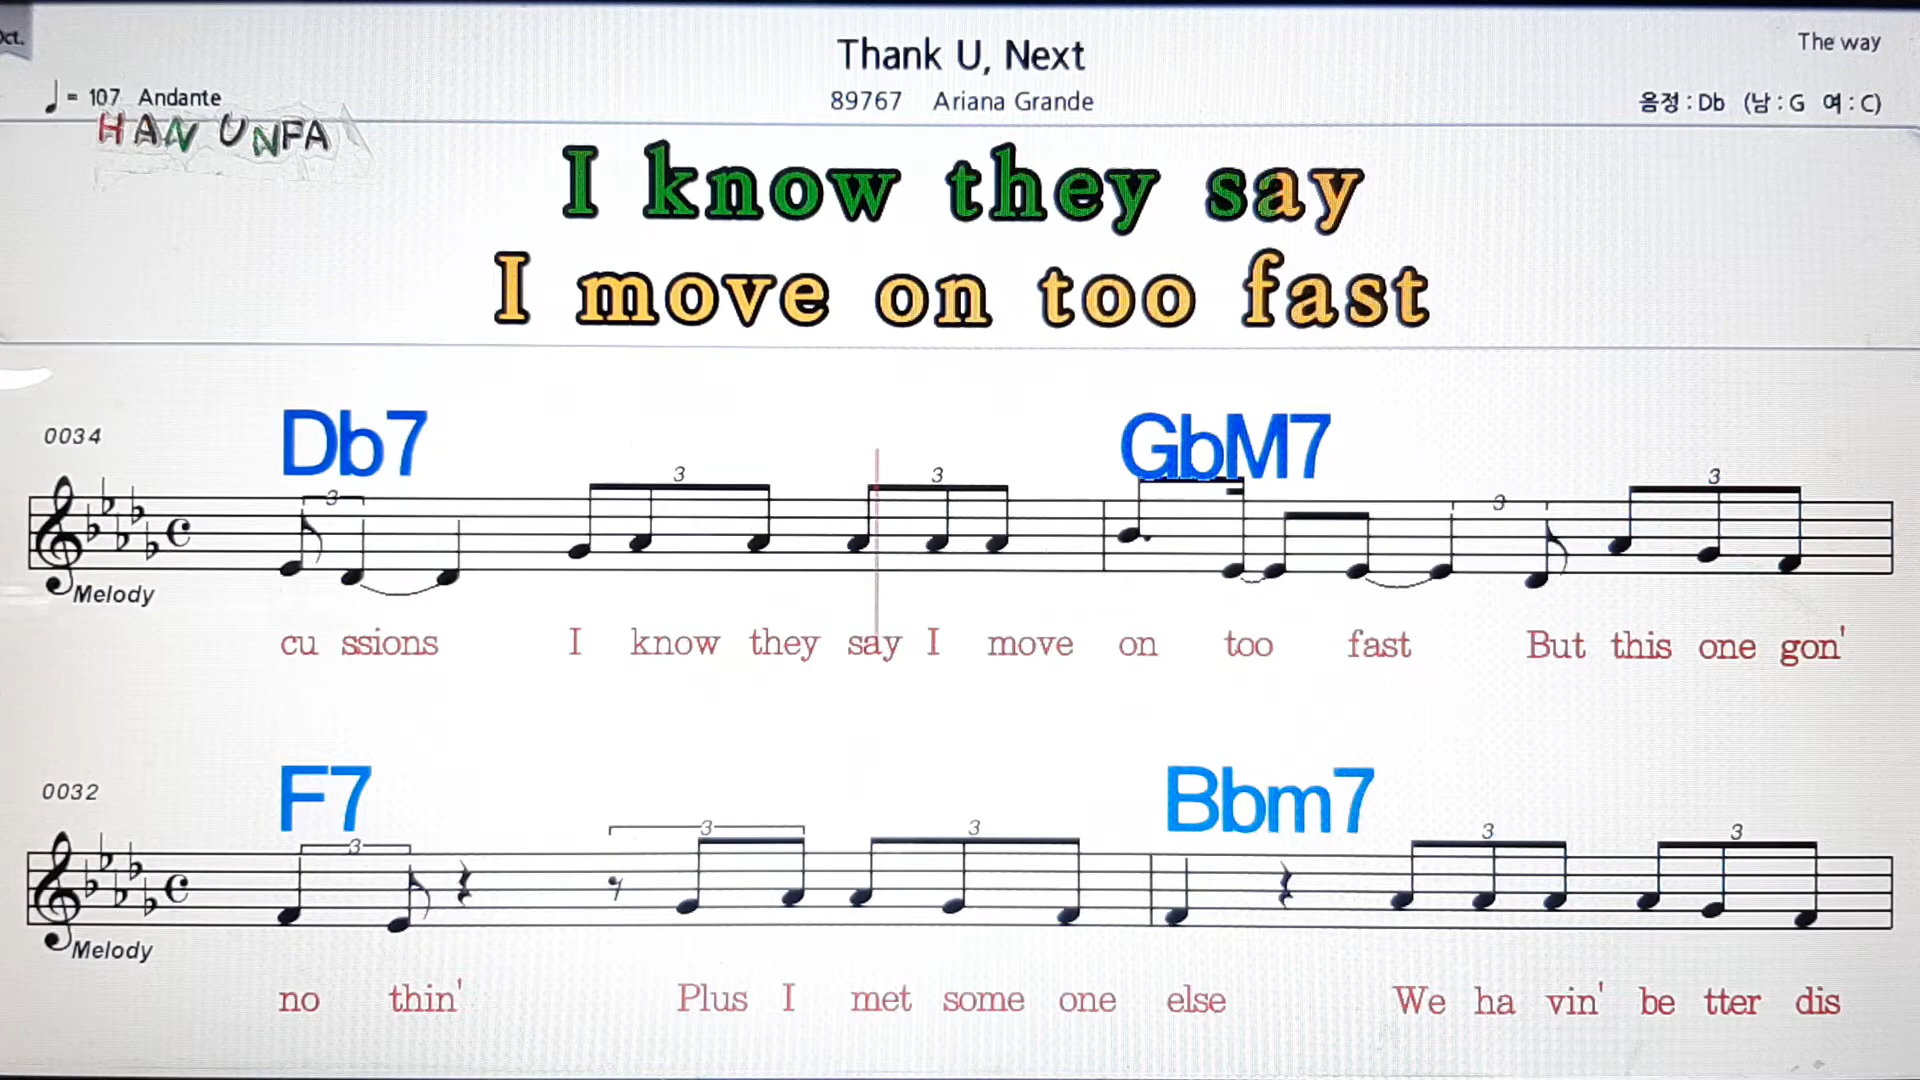 Oct.
Thank U, Next
The way
♩ = 107 Andante
89767 Ariana Grande
음정 : Db (남 : G 여 : C)
HAN UNFA
I know they say
I move on too fast
0034
Db7
GbM7
3 3 3 3 3
Melody
cu ssions I know they say I move on too fast But this one gon'
0032
F7
Bbm7
3 3 3 3 3
Melody
no thin' Plus I met some one else We ha vin' be tter dis